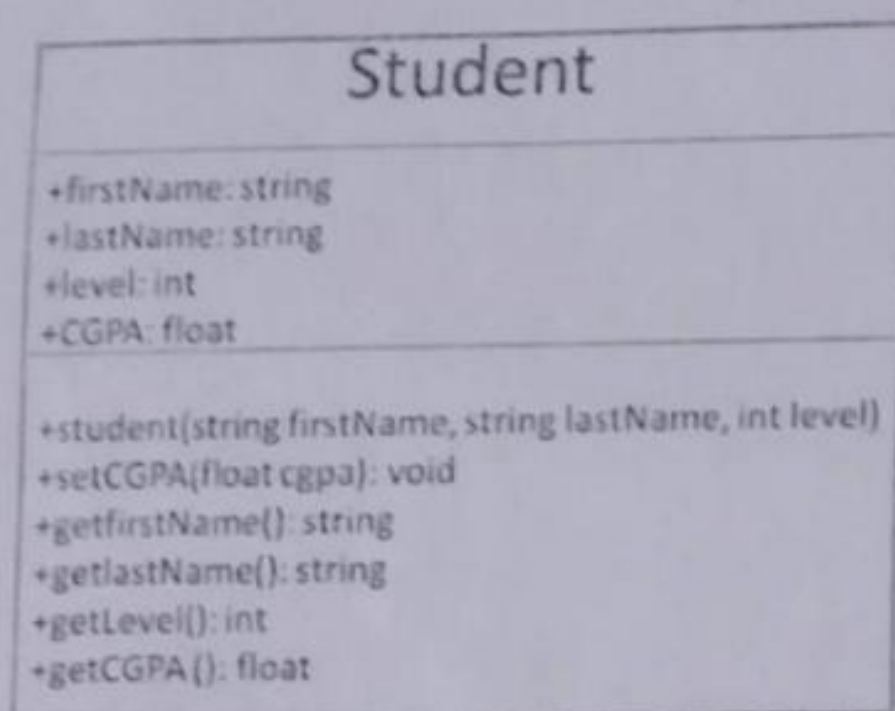 Student
+firstName: string
+lastName: string
+level: int
+CGPA: float
+student(string firstName, string lastName, int level)
+setCGPA(float cgpa): void
+getfirstName(): string
+getlastName(): string
+getLevel(): int
+getCGPA (): float